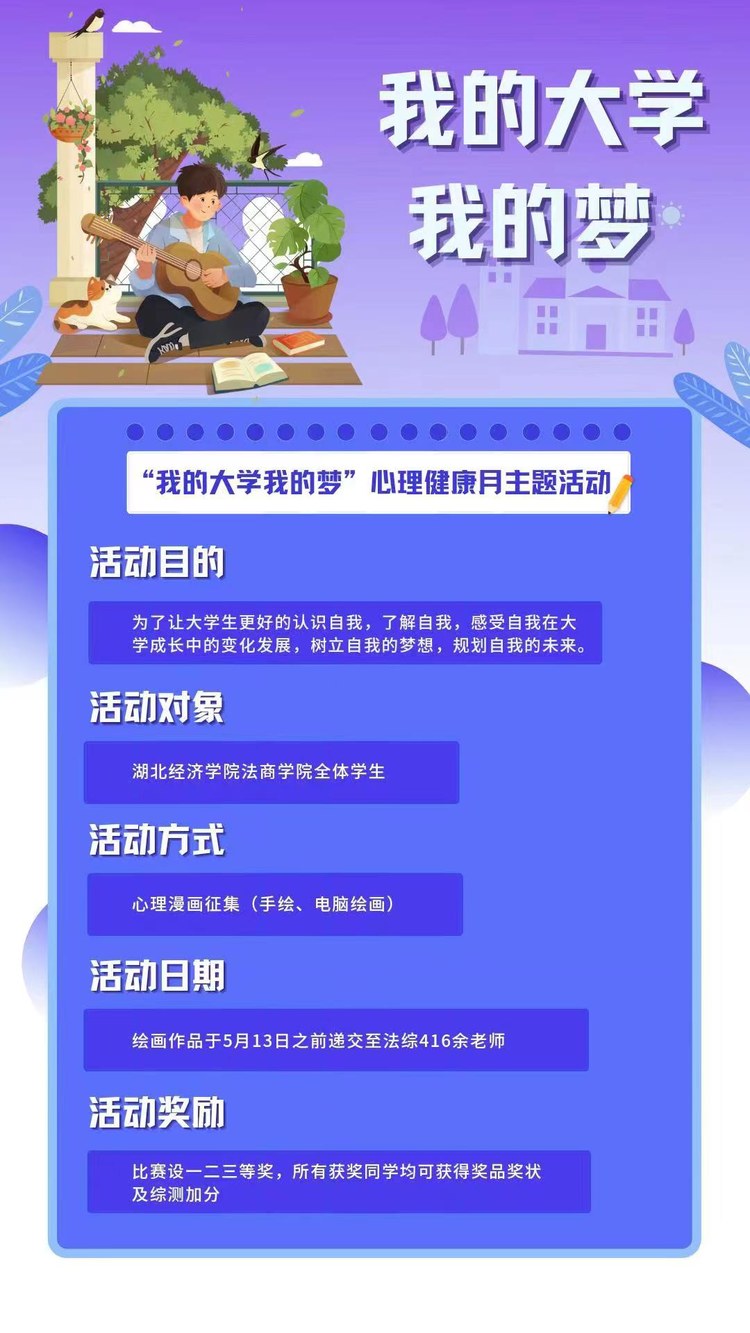 我的大学
我的梦
“我的大学我的梦”心理健康月主题活动
活动目的
为了让大学生更好的认识自我，了解自我，感受自我在大
学成长中的变化发展，树立自我的梦想，规划自我的未来。
活动对象
湖北经济学院法商学院全体学生
活动方式
心理漫画征集（手绘、电脑绘画）
活动日期
绘画作品于5月13日之前递交至法综416余老师
活动奖励
比赛设一二三等奖，所有获奖同学均可获得奖品奖状
及综测加分